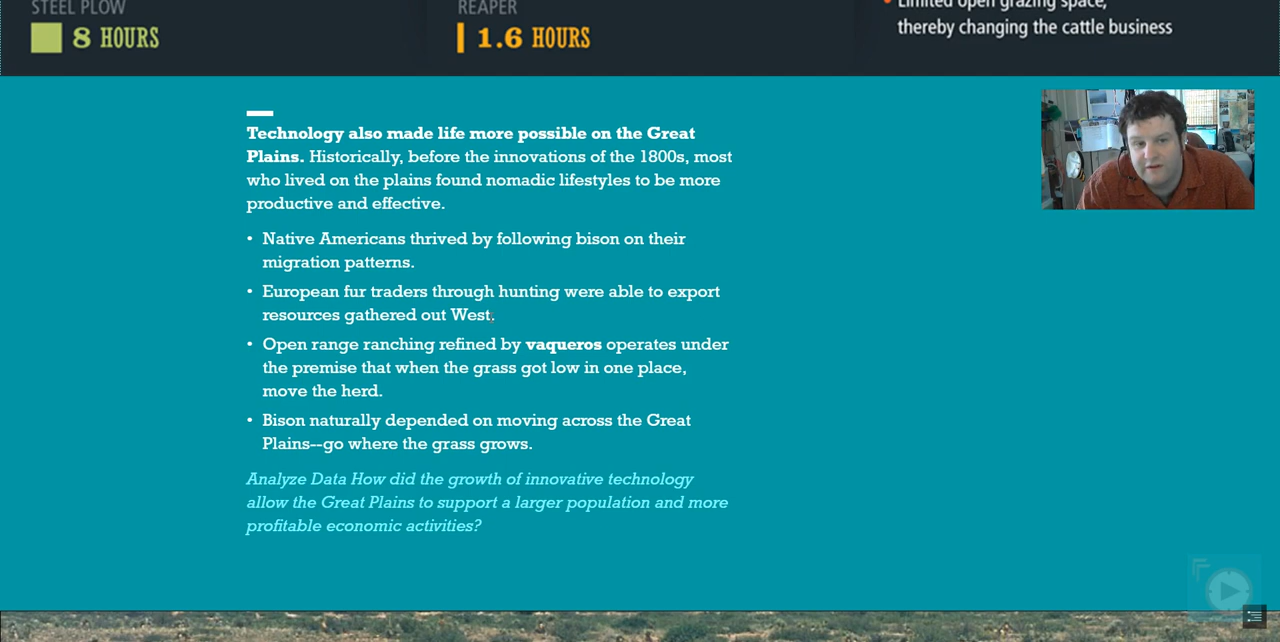 STEEL PLOW
8 HOURS
REAPER
1.6 HOURS
Limited open grazing space,
thereby changing the cattle business
Technology also made life more possible on the Great
Plains. Historically, before the innovations of the 1800s, most
who lived on the plains found nomadic lifestyles to be more
productive and effective.
• Native Americans thrived by following bison on their
migration patterns.
• European fur traders through hunting were able to export
resources gathered out West.
• Open range ranching refined by vaqueros operates under
the premise that when the grass got low in one place,
move the herd.
• Bison naturally depended on moving across the Great
Plains--go where the grass grows.
Analyze Data How did the growth of innovative technology
allow the Great Plains to support a larger population and more
profitable economic activities?